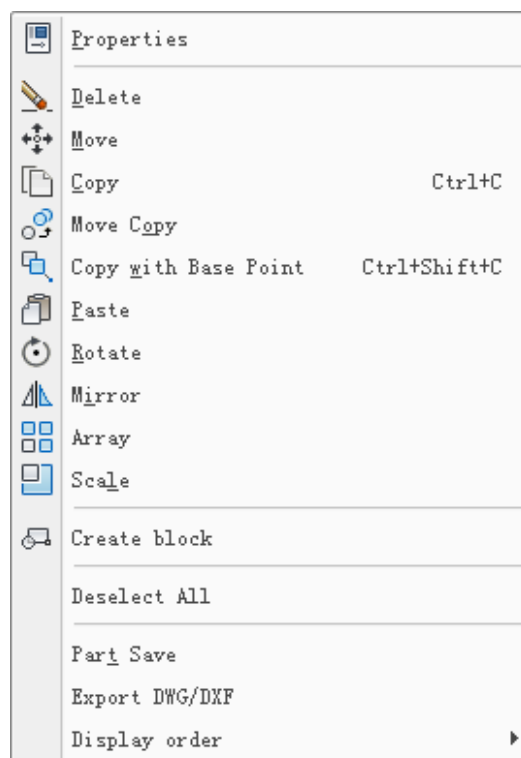 Properties
Delete
Move
Copy Ctrl+C
Move Copy
Copy with Base Point Ctrl+Shift+C
Paste
Rotate
Mirror
Array
Scale
Create block
Deselect All
Part Save
Export DWG/DXF
Display order